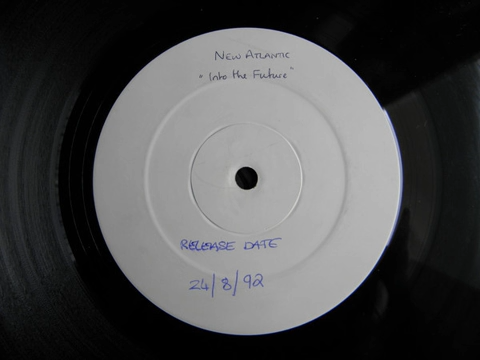 NEW ATLANTIC
"Into the Future"
RELEASE DATE
24/8/92